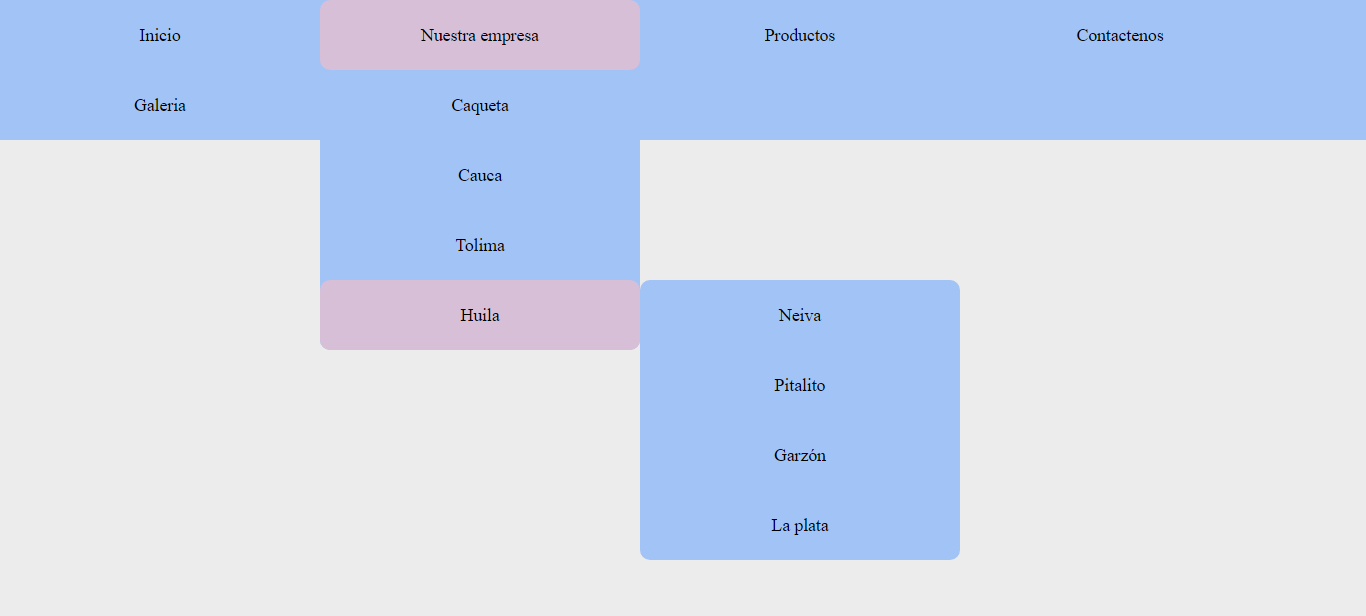 Inicio
Nuestra empresa
Productos
Contactenos
Galeria
Caqueta
Cauca
Tolima
Huila
Neiva
Pitalito
Garzón
La plata